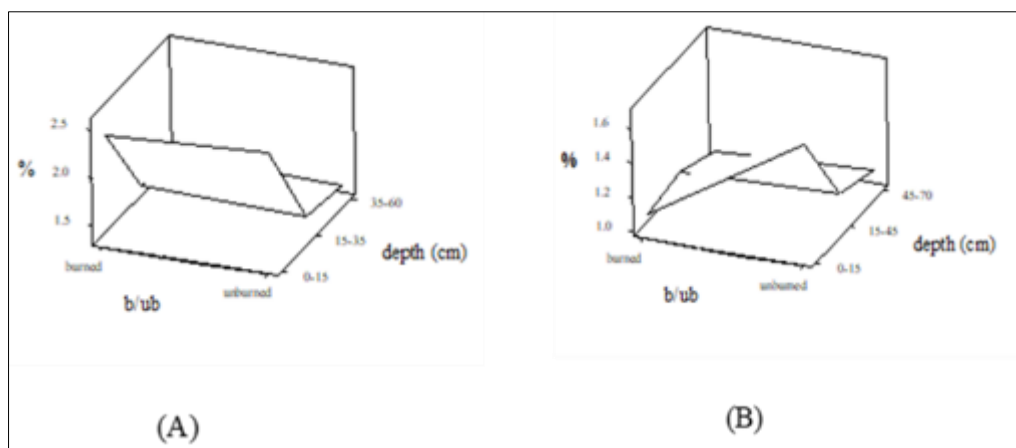 2.5
%
2.0
1.5
burned
b/ub
unburned
0-15
15-35
35-60
depth (cm)
(A)
1.6
%
1.4
1.2
1.0
burned
b/ub
unburned
0-15
15-45
45-70
depth (cm)
(B)